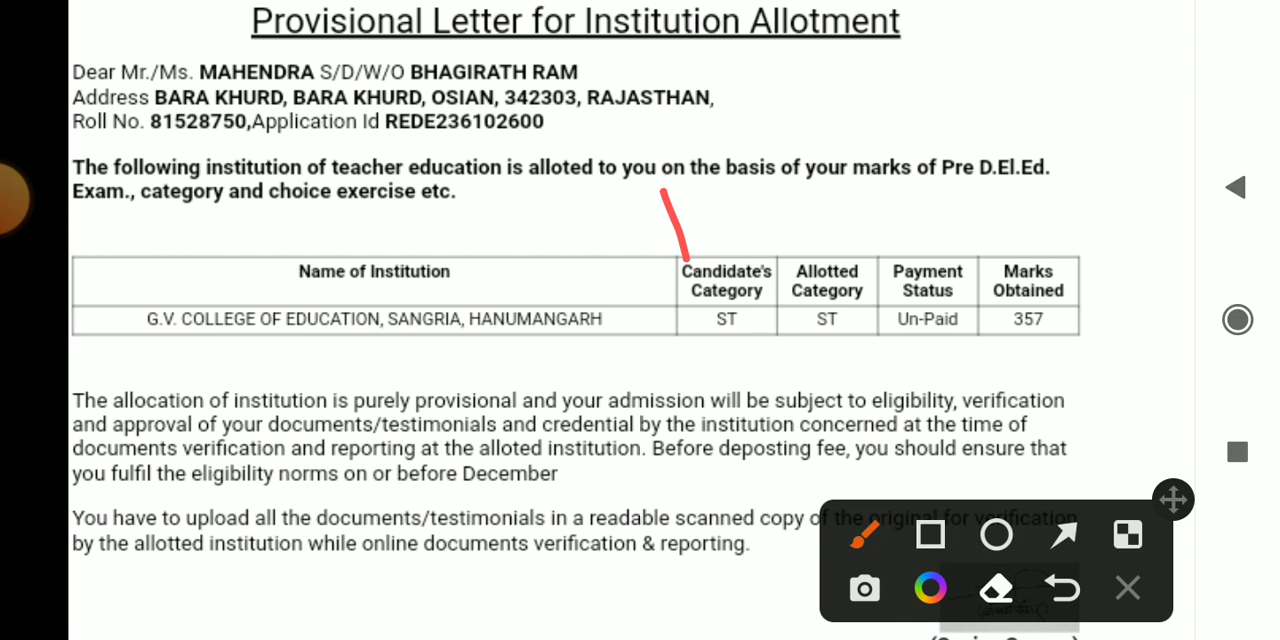 Provisional Letter for Institution Allotment
Dear Mr./Ms. MAHENDRA S/D/W/O BHAGIRATH RAM
Address BARA KHURD, BARA KHURD, OSIAN, 342303, RAJASTHAN,
Roll No. 81528750,Application Id REDE236102600
The following institution of teacher education is alloted to you on the basis of your marks of Pre D.El.Ed.
Exam., category and choice exercise etc.
Name of Institution Candidate's Category Allotted Category Payment Status Marks Obtained
G.V. COLLEGE OF EDUCATION, SANGRIA, HANUMANGARH ST ST Un-Paid 357
The allocation of institution is purely provisional and your admission will be subject to eligibility, verification
and approval of your documents/testimonials and credential by the institution concerned at the time of
documents verification and reporting at the alloted institution. Before deposting fee, you should ensure that
you fulfil the eligibility norms on or before December
You have to upload all the documents/testimonials in a readable scanned copy of the original for verification
by the allotted institution while online documents verification & reporting.